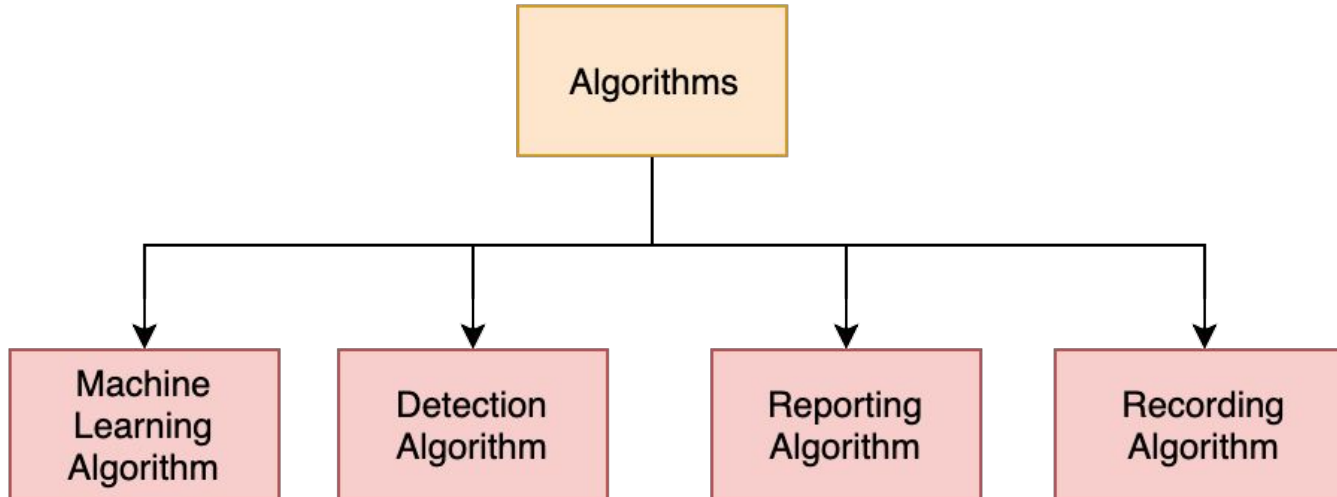 Algorithms
Machine
Learning
Algorithm
Detection
Algorithm
Reporting
Algorithm
Recording
Algorithm